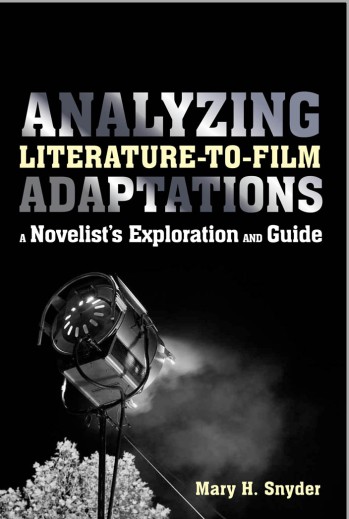 ANALYZING
LITERATURE-TO-FILM
ADAPTATIONS
A Novelist's Exploration AND Guide
Mary H. Snyder